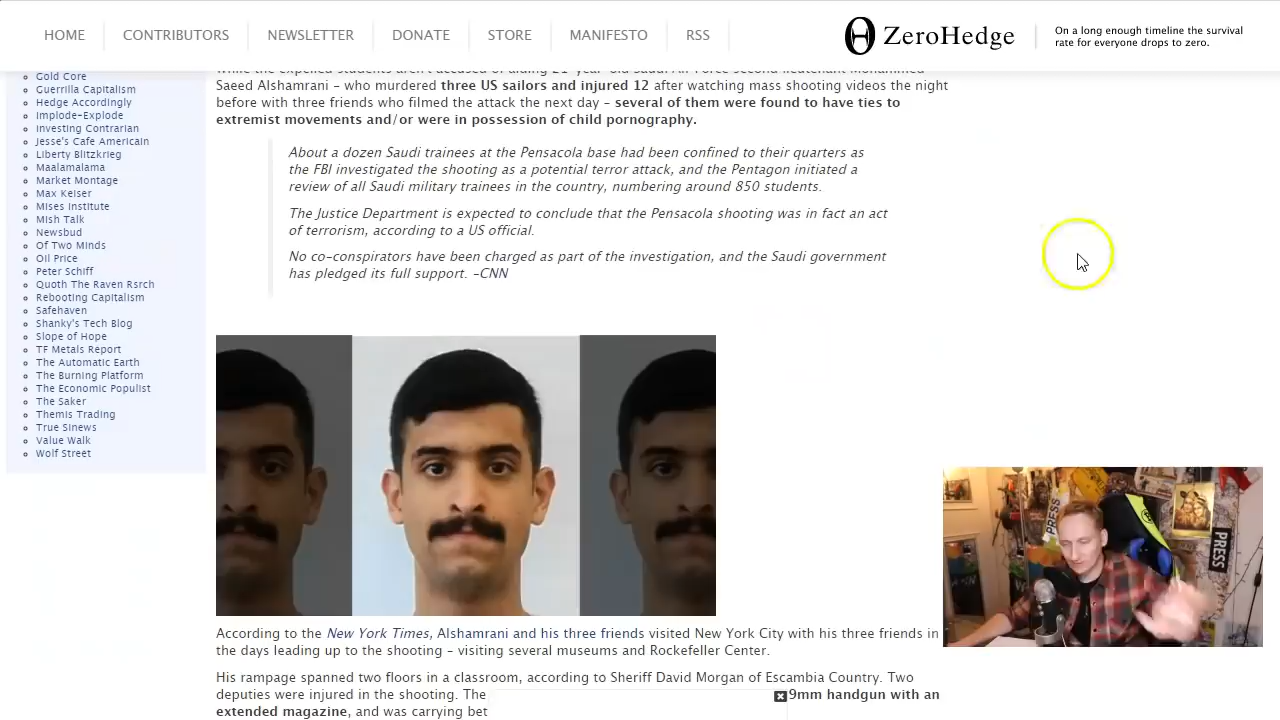 HOME
CONTRIBUTORS
NEWSLETTER
DONATE
STORE
MANIFESTO
RSS
ZeroHedge
On a long enough timeline the survival
rate for everyone drops to zero.
Gold Core
Guerrilla Capitalism
Hedge Accordingly
Implode-Explode
Investing Contrarian
Jesse's Cafe Americain
Liberty Blitzkrieg
Maalamalama
Market Montage
Max Keiser
Mises Institute
Mish Talk
Newsbud
Of Two Minds
Oil Price
Peter Schiff
Quoth The Raven Rsrch
Rebooting Capitalism
Safehaven
Shanky's Tech Blog
Slope of Hope
TF Metals Report
The Automatic Earth
The Burning Platform
The Economic Populist
The Saker
Themis Trading
True Sinews
Value Walk
Wolf Street
While the expelled students aren't accused of aiding 21-year-old Saudi Air Force second lieutenant Mohammed
Saeed Alshamrani – who murdered three US sailors and injured 12 after watching mass shooting videos the night
before with three friends who filmed the attack the next day – several of them were found to have ties to
extremist movements and/or were in possession of child pornography.
About a dozen Saudi trainees at the Pensacola base had been confined to their quarters as
the FBI investigated the shooting as a potential terror attack, and the Pentagon initiated a
review of all Saudi military trainees in the country, numbering around 850 students.
The Justice Department is expected to conclude that the Pensacola shooting was in fact an act
of terrorism, according to a US official.
No co-conspirators have been charged as part of the investigation, and the Saudi government
has pledged its full support. –CNN
According to the New York Times, Alshamrani and his three friends visited New York City with his three friends in
the days leading up to the shooting – visiting several museums and Rockefeller Center.
His rampage spanned two floors in a classroom, according to Sheriff David Morgan of Escambia Country. Two
deputies were injured in the shooting. The 9mm handgun with an
extended magazine, and was carrying bet
PRESS
PRESS